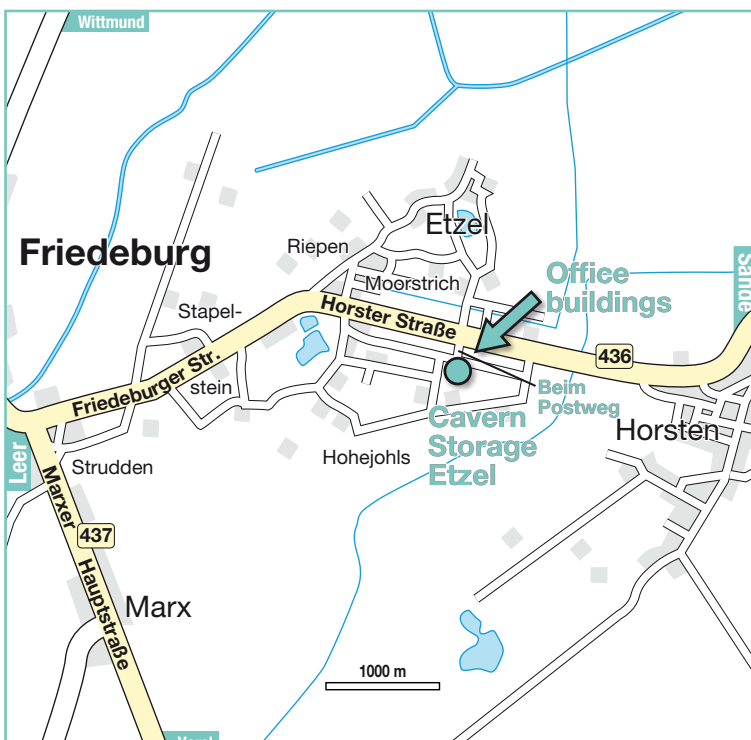 Wittmund
Friedeburg
Etzel
Riepen
Moorstrich
Office
buildings
Sande
Stapel-
stein
Horster Straße
436
Friedeburger Str.
Beim
Postweg
Cavern
Storage
Etzel
Horsten
Hohejohls
Leer
Strudden
Marxer Hauptstraße
437
Marx
1000 m